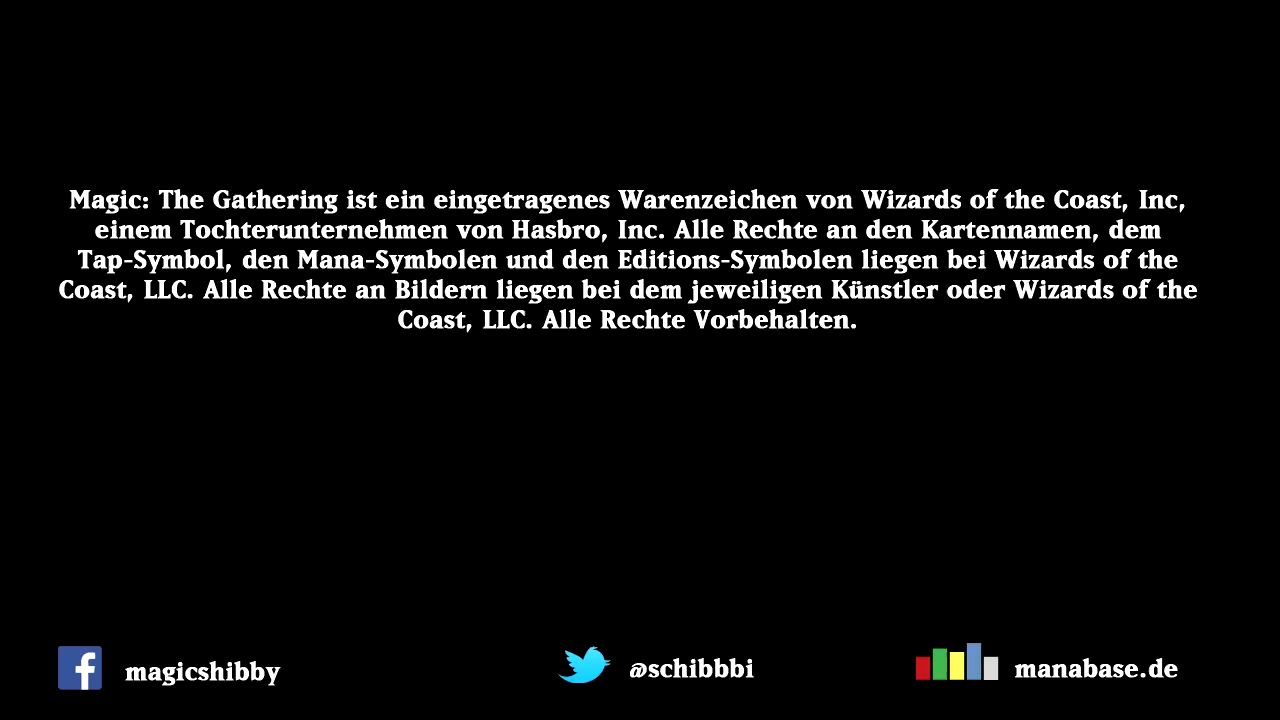 Magic: The Gathering ist ein eingetragenes Warenzeichen von Wizards of the Coast, Inc,
einem Tochterunternehmen von Hasbro, Inc. Alle Rechte an den Kartennamen, dem
Tap-Symbol, den Mana-Symbolen und den Editions-Symbolen liegen bei Wizards of the
Coast, LLC. Alle Rechte an Bildern liegen bei dem jeweiligen Künstler oder Wizards of the
Coast, LLC. Alle Rechte Vorbehalten.
magicshibby
@schibbbi
manabase.de